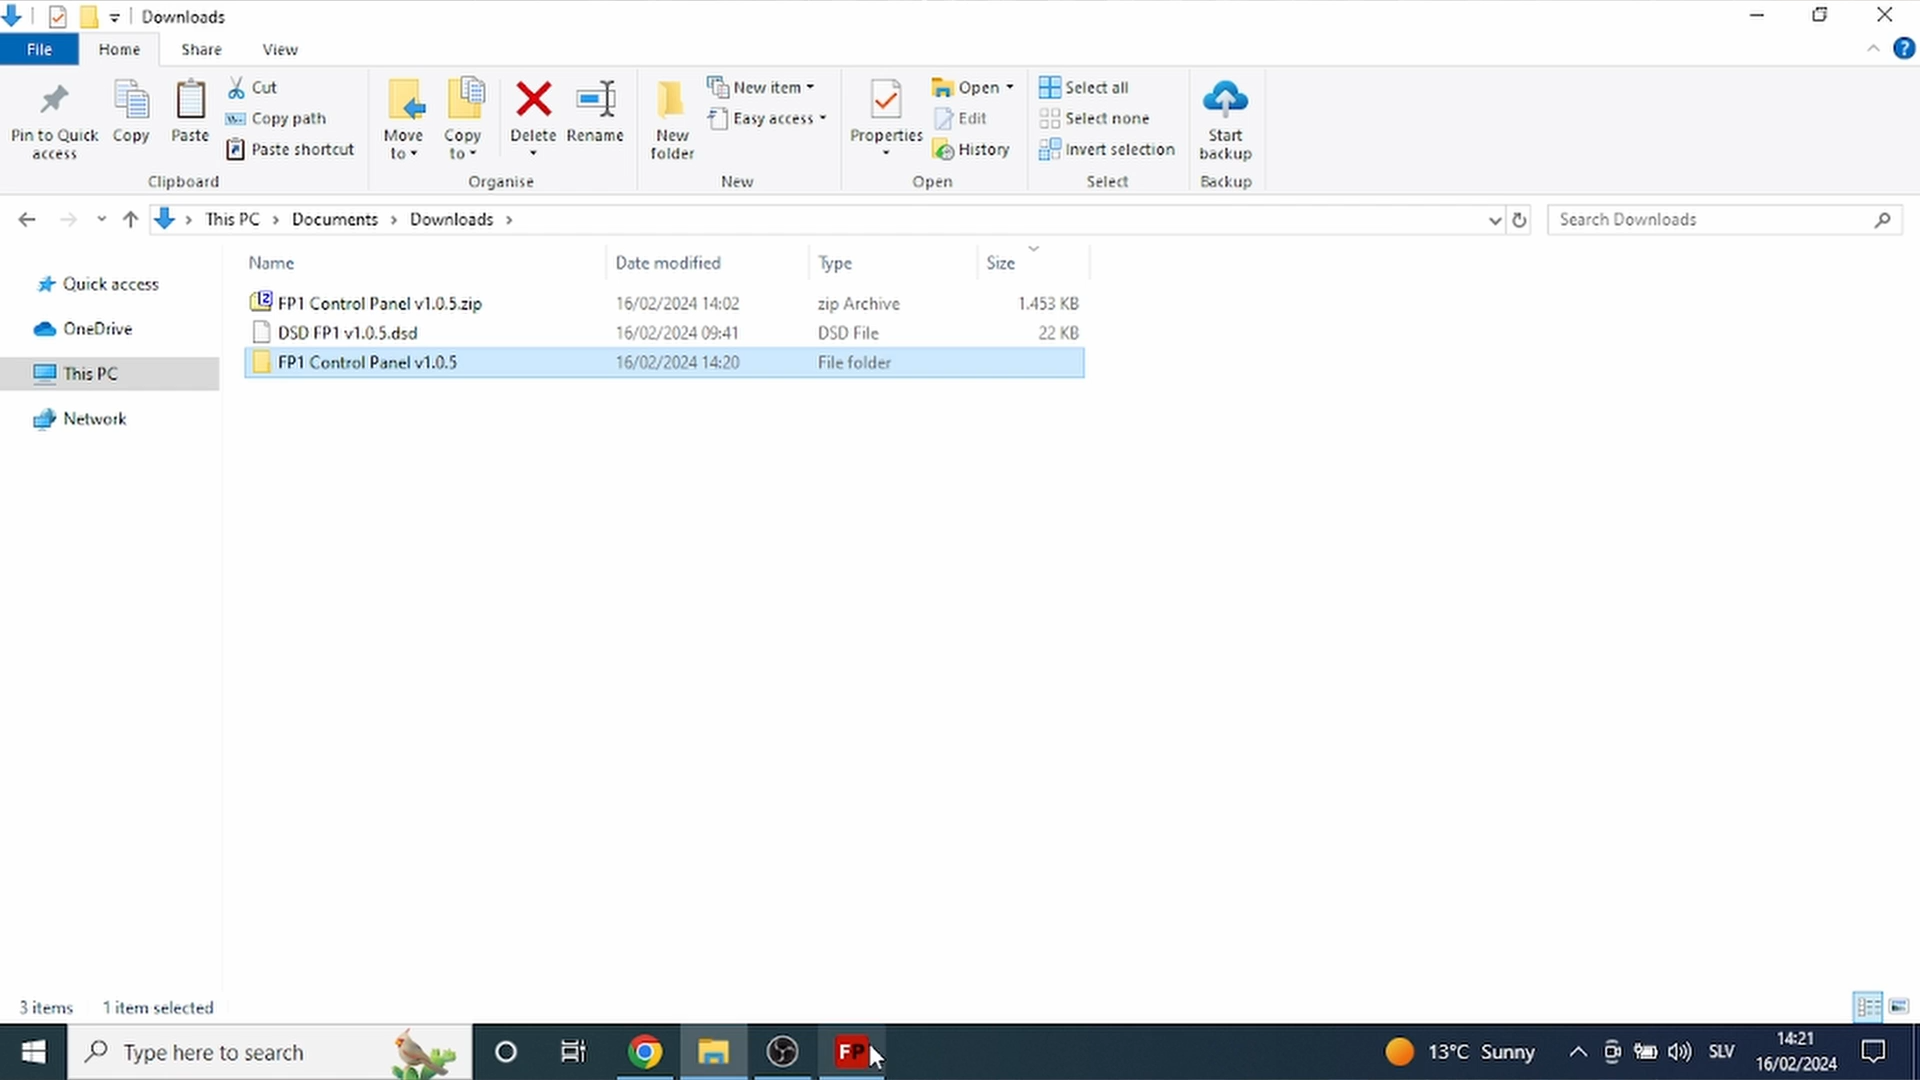 Downloads
File Home Share View
Pin to Quick access
Copy
Paste
Cut
Copy path
Paste shortcut
Clipboard
Move to
Copy to
Delete
Rename
Organise
New folder
New item
Easy access
New
Properties
Open
Edit
History
Open
Select all
Select none
Invert selection
Select
Start backup
Backup
This PC > Documents > Downloads >
Search Downloads
Name Date modified Type Size
FP1 Control Panel v1.0.5.zip 16/02/2024 14:02 zip Archive 1.453 KB
DSD FP1 v1.0.5.dsd 16/02/2024 09:41 DSD File 22 KB
FP1 Control Panel v1.0.5 16/02/2024 14:20 File folder
Quick access
OneDrive
This PC
Network
3 items 1 item selected
Type here to search
FP
13°C Sunny
SLV
14:21
16/02/2024